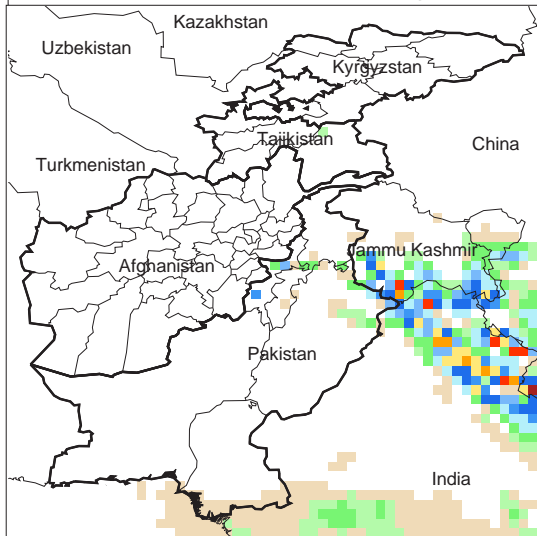 Kazakhstan
Uzbekistan
Kyrgyzstan
Tajikistan
China
Turkmenistan
Jammu Kashmir
Afghanistan
Pakistan
India